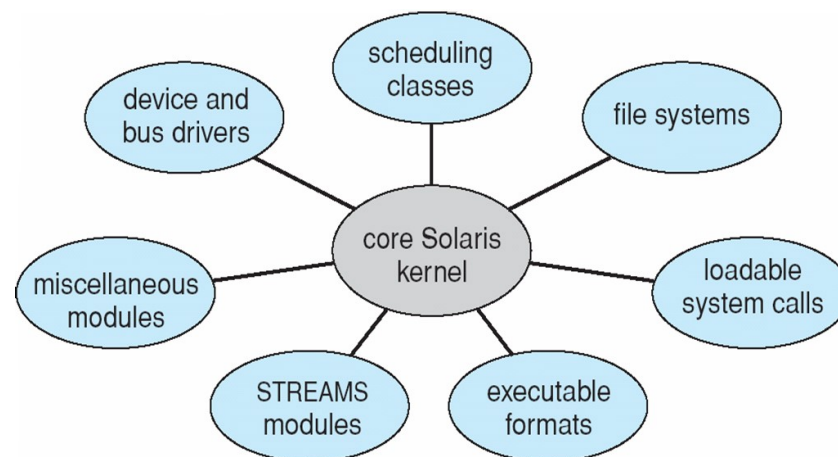 scheduling
classes
device and
bus drivers
file systems
core Solaris
kernel
miscellaneous
modules
loadable
system calls
STREAMS
modules
executable
formats